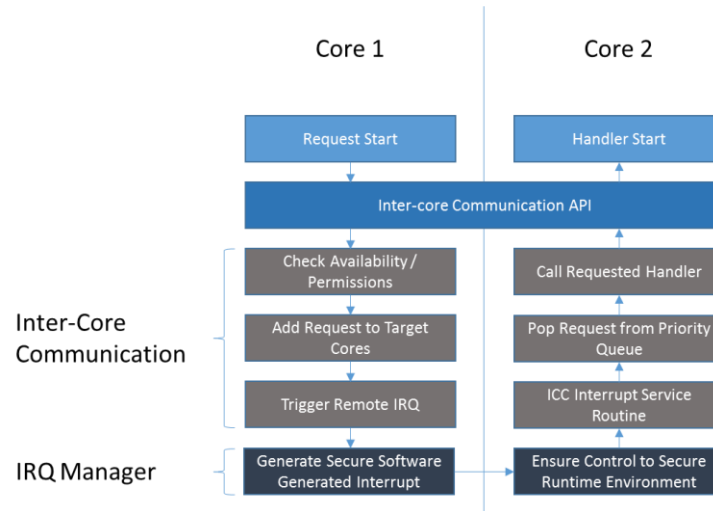 Core 1
Core 2
Request Start
Handler Start
Inter-core Communication API
Check Availability /
Permissions
Call Requested Handler
Inter-Core
Communication
Add Request to Target
Cores
Pop Request from Priority
Queue
Trigger Remote IRQ
ICC Interrupt Service
Routine
IRQ Manager
Generate Secure Software
Generated Interrupt
Ensure Control to Secure
Runtime Environment